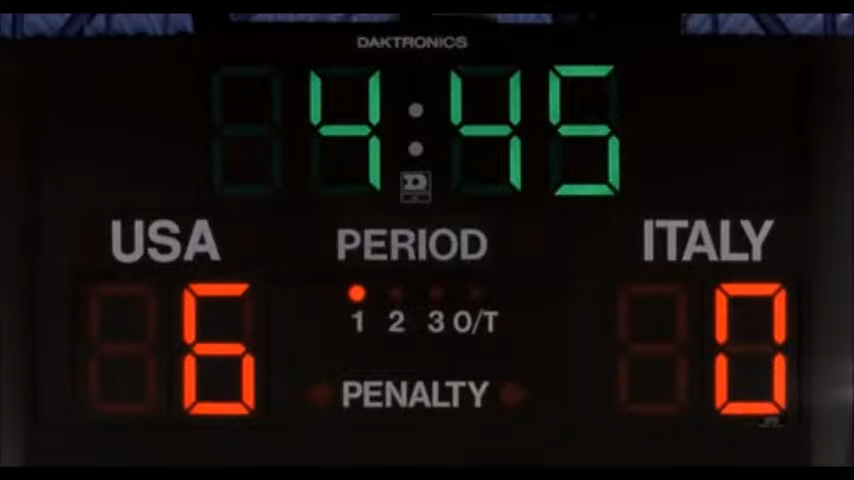 DAKTRONICS
4:45
USA PERIOD ITALY
6 0
1 2 3 O/T
PENALTY